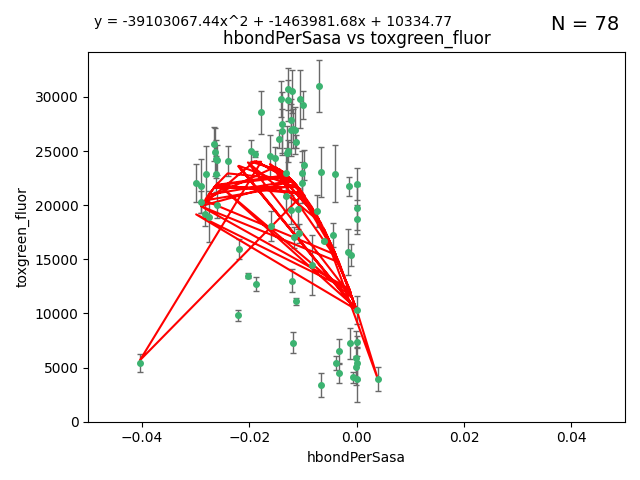 y = -39103067.44x^2 + -1463981.68x + 10334.77
N = 78
hbondPerSasa vs toxgreen_fluor
30000
25000
20000
15000
10000
5000
0
toxgreen_fluor
−0.04
−0.02
0.00
0.02
0.04
hbondPerSasa